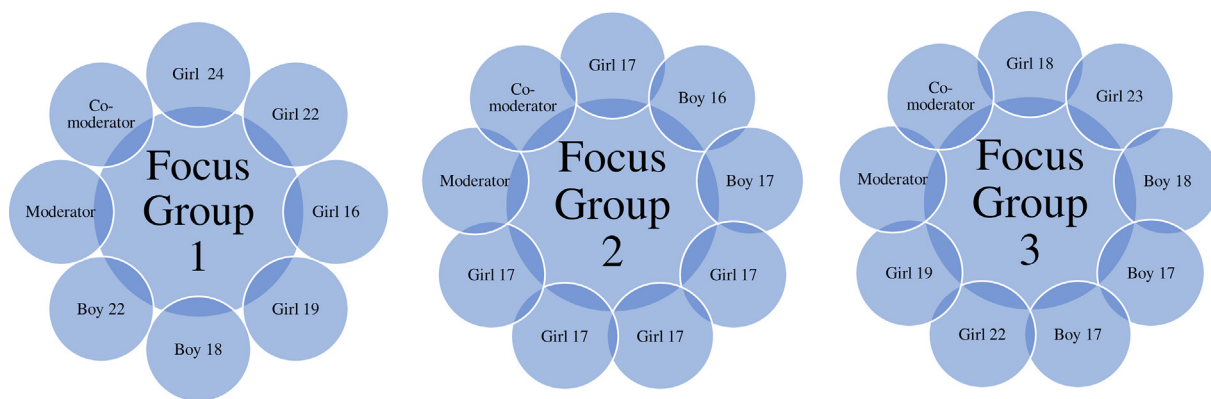 Girl 24
Girl 22
Girl 16
Girl 19
Boy 18
Boy 22
Moderator
Co-
moderator
Focus
Group
1
Girl 17
Boy 16
Boy 17
Girl 17
Girl 17
Girl 17
Girl 17
Moderator
Co-
moderator
Focus
Group
2
Girl 18
Girl 23
Boy 18
Boy 17
Boy 17
Girl 22
Girl 19
Moderator
Co-
moderator
Focus
Group
3